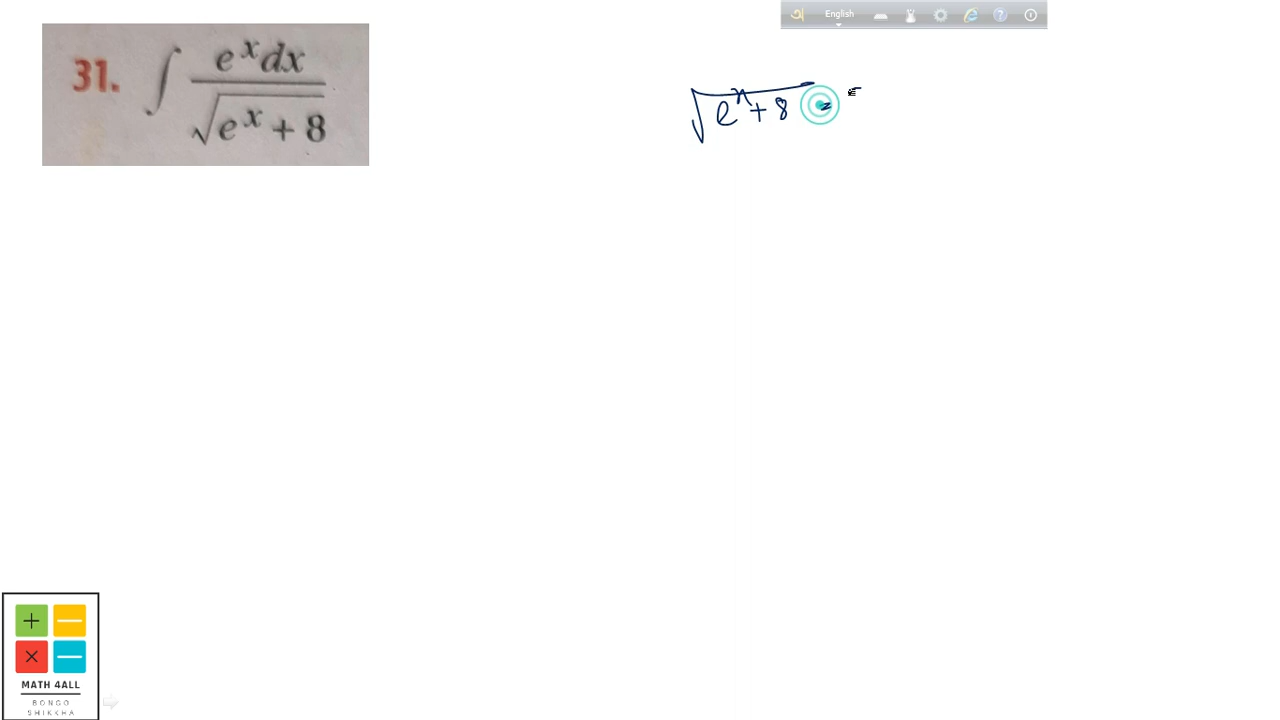 অ English
31. ∫ e^x dx / √(e^x + 8)
√(e^x + 8) =
MATH 4ALL
BONGO
SHIKKHA